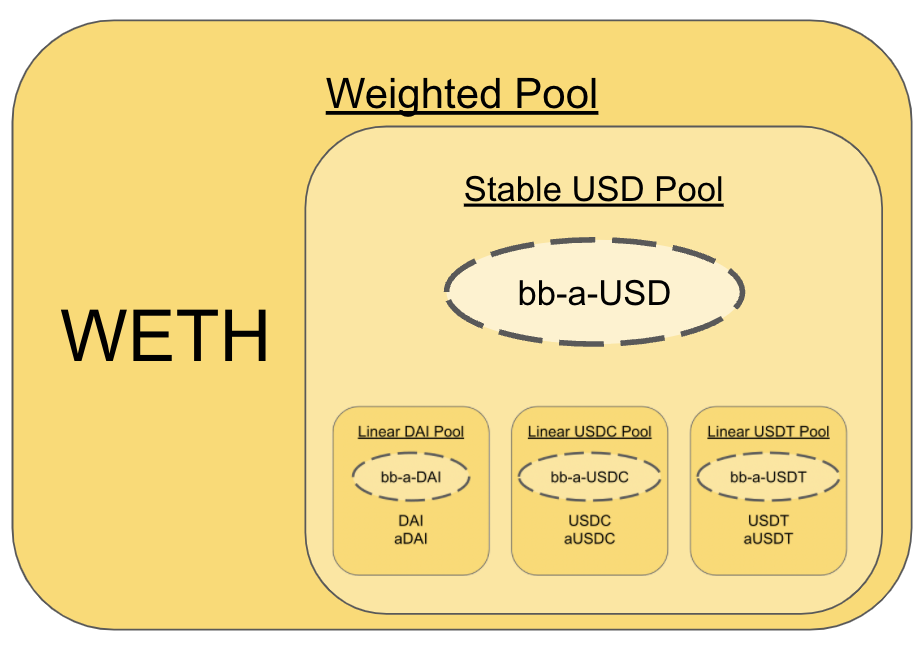 Weighted Pool
WETH
Stable USD Pool
bb-a-USD
Linear DAI Pool
bb-a-DAI
DAI
aDAI
Linear USDC Pool
bb-a-USDC
USDC
aUSDC
Linear USDT Pool
bb-a-USDT
USDT
aUSDT